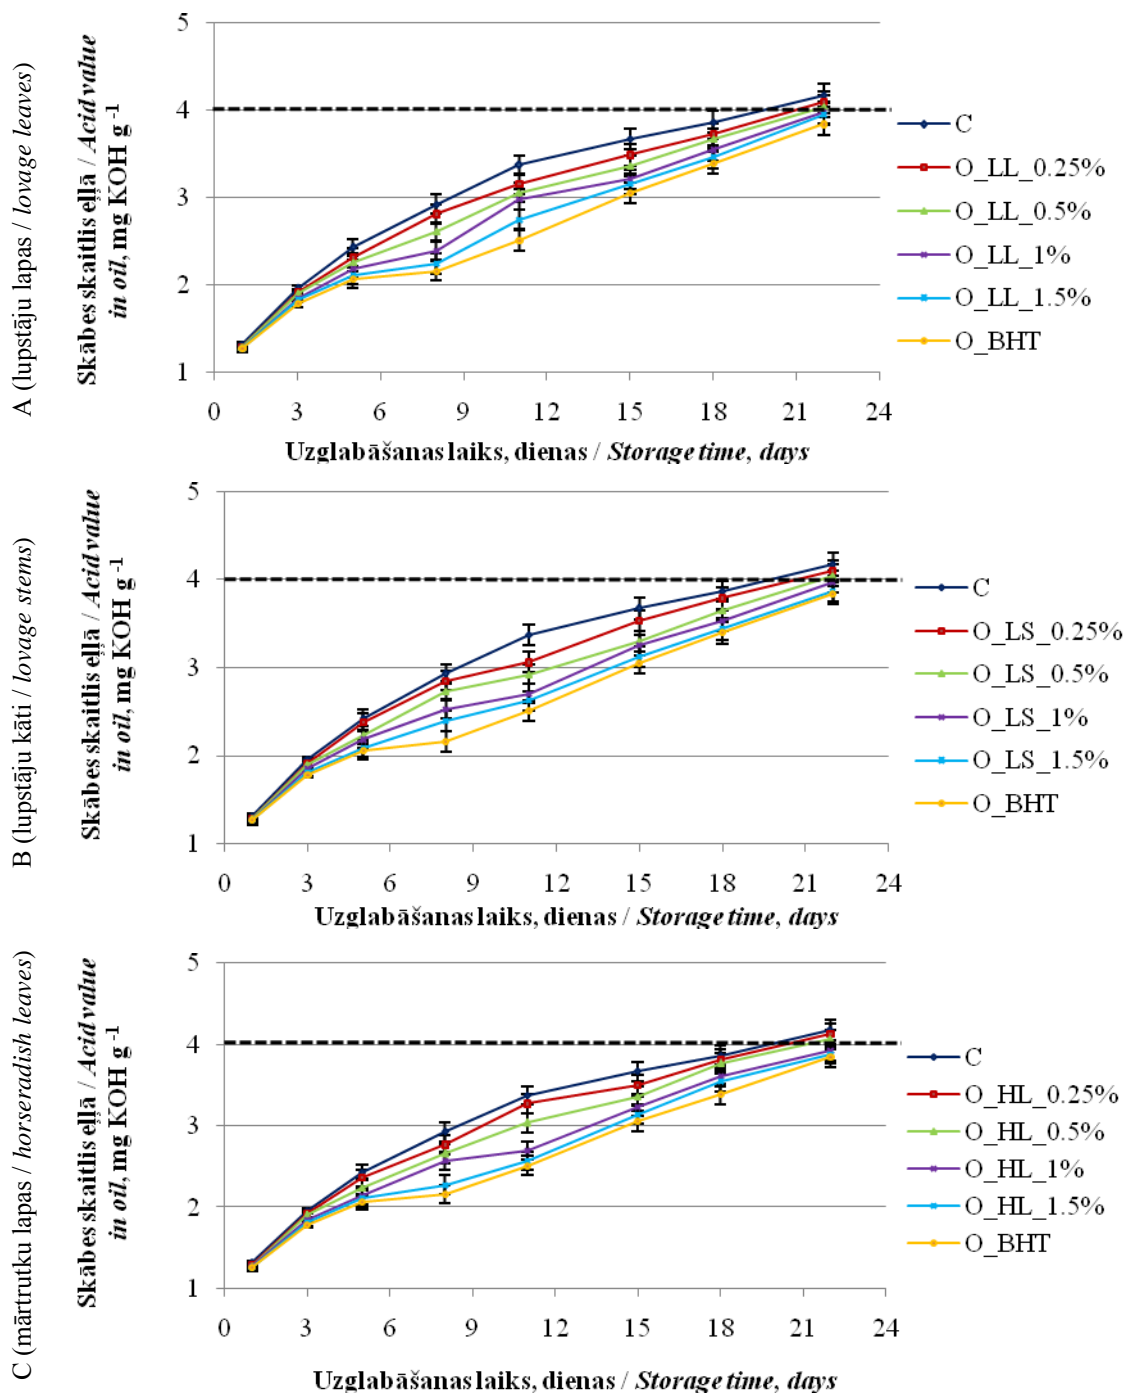 A (lupstāju lapas / lovage leaves)
Skābes skaitlis eļļā / Acid value
in oil, mg KOH g -1
5
4
3
2
1
0 3 6 9 12 15 18 21 24
Uzglabāšanas laiks, dienas / Storage time, days
C
O_LL_0.25%
O_LL_0.5%
O_LL_1%
O_LL_1.5%
O_BHT
B (lupstāju kāti / lovage stems)
Skābes skaitlis eļļā / Acid value
in oil, mg KOH g -1
5
4
3
2
1
0 3 6 9 12 15 18 21 24
Uzglabāšanas laiks, dienas / Storage time, days
C
O_LS_0.25%
O_LS_0.5%
O_LS_1%
O_LS_1.5%
O_BHT
C (mārtrutku lapas / horseradish leaves)
Skābes skaitlis eļļā / Acid value
in oil, mg KOH g -1
5
4
3
2
1
0 3 6 9 12 15 18 21 24
Uzglabāšanas laiks, dienas / Storage time, days
C
O_HL_0.25%
O_HL_0.5%
O_HL_1%
O_HL_1.5%
O_BHT